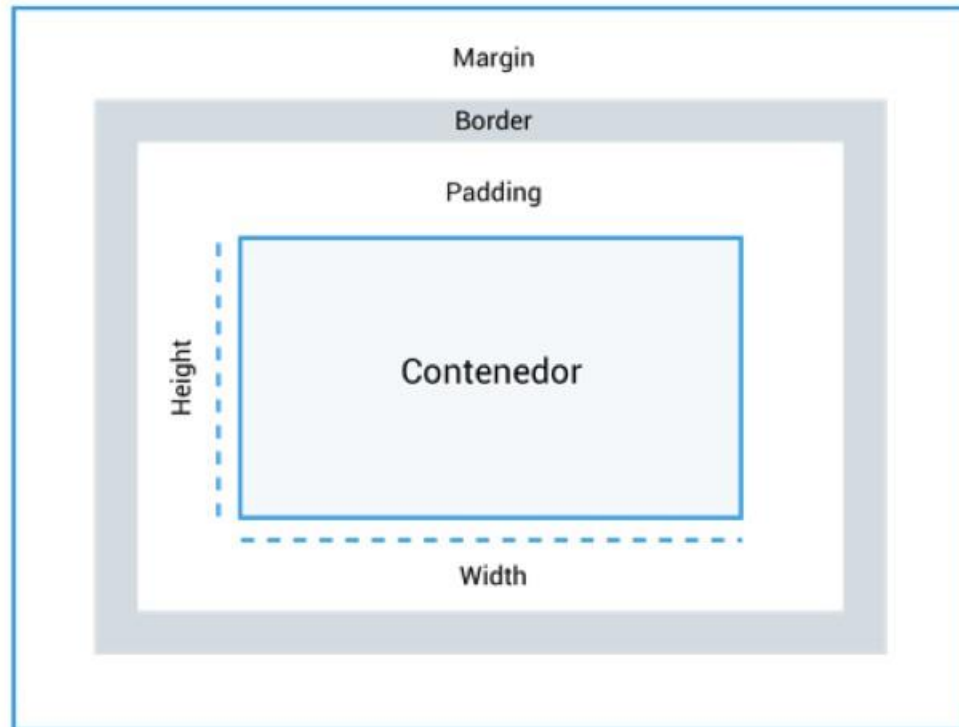 Margin
Border
Padding
Height
Contenedor
Width